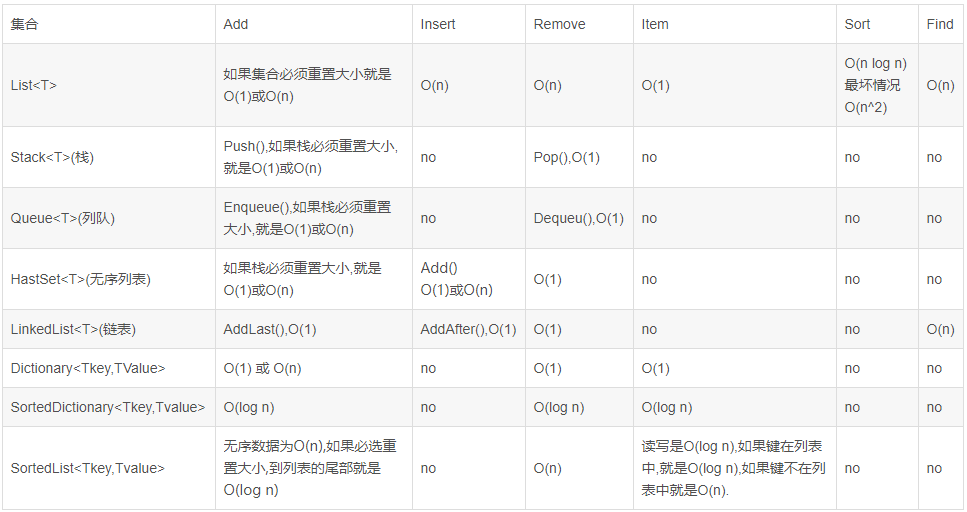 集合 Add Insert Remove Item Sort Find
List<T> 如果集合必须重置大小就是 O(n) O(n) O(1) O(n log n) O(n)
O(1)或O(n) 最坏情况
O(n^2)
Stack<T>(栈) Push(),如果栈必须重置大小, no Pop(),O(1) no no no
就是O(1)或O(n)
Queue<T>(列队) Enqueue(),如果栈必须重置 no Dequeu(),O(1) no no no
大小,就是O(1)或O(n)
HastSet<T>(无序列表) 如果栈必须重置大小,就是 Add() O(1) no no no
O(1)或O(n) O(1)或O(n)
LinkedList<T>(链表) AddLast(),O(1) AddAfter(),O(1) O(1) no no O(n)
Dictionary<Tkey,TValue> O(1) 或 O(n) no O(1) O(1) no no
SortedDictionary<Tkey,Tvalue> O(log n) no O(log n) O(log n) no no
SortedList<Tkey,Tvalue> 无序数据为O(n),如果必选重 no O(n) 读写是O(log n),如果键在列表 no no
置大小,到列表的尾部就是 中,就是O(log n),如果键不在列
O(log n) 表中就是O(n).